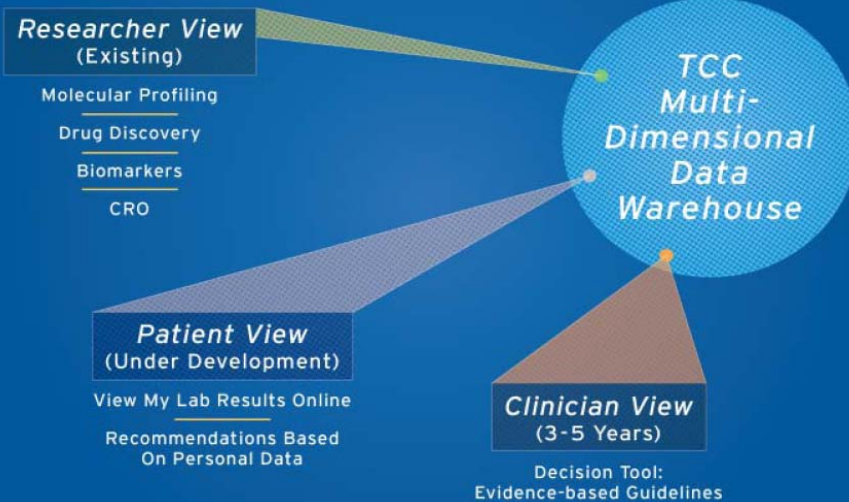 Researcher View
(Existing)
Molecular Profiling
Drug Discovery
Biomarkers
CRO
TCC
Multi-
Dimensional
Data
Warehouse
Patient View
(Under Development)
View My Lab Results Online
Recommendations Based
On Personal Data
Clinician View
(3-5 Years)
Decision Tool:
Evidence-based Guidelines